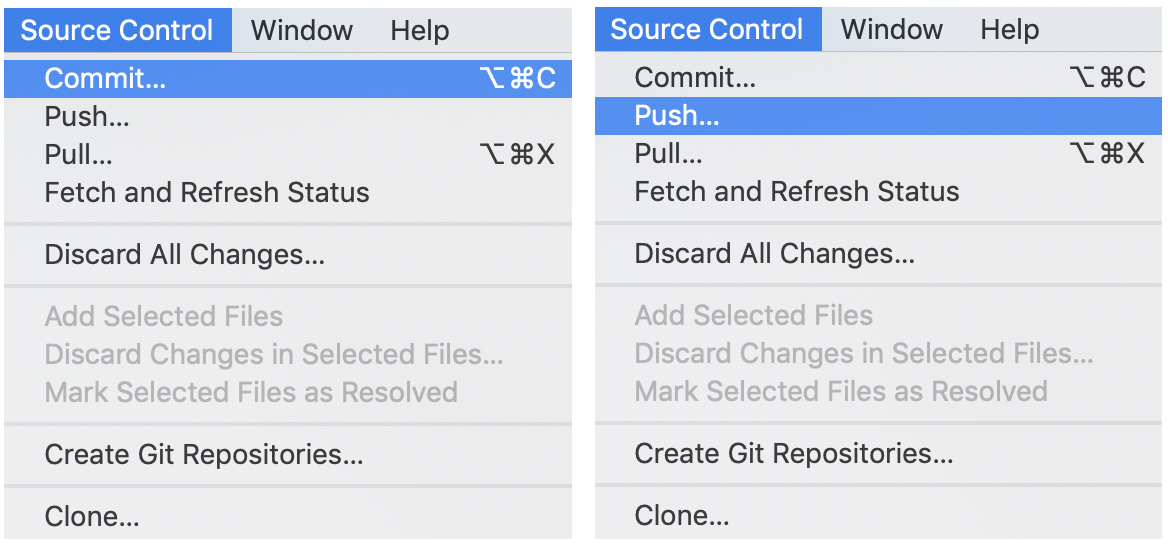 Source Control Window Help
Commit... ⌥⌘C
Push...
Pull... ⌥⌘X
Fetch and Refresh Status
Discard All Changes...
Add Selected Files
Discard Changes in Selected Files...
Mark Selected Files as Resolved
Create Git Repositories...
Clone...
Source Control Window Help
Commit... ⌥⌘C
Push...
Pull... ⌥⌘X
Fetch and Refresh Status
Discard All Changes...
Add Selected Files
Discard Changes in Selected Files...
Mark Selected Files as Resolved
Create Git Repositories...
Clone...